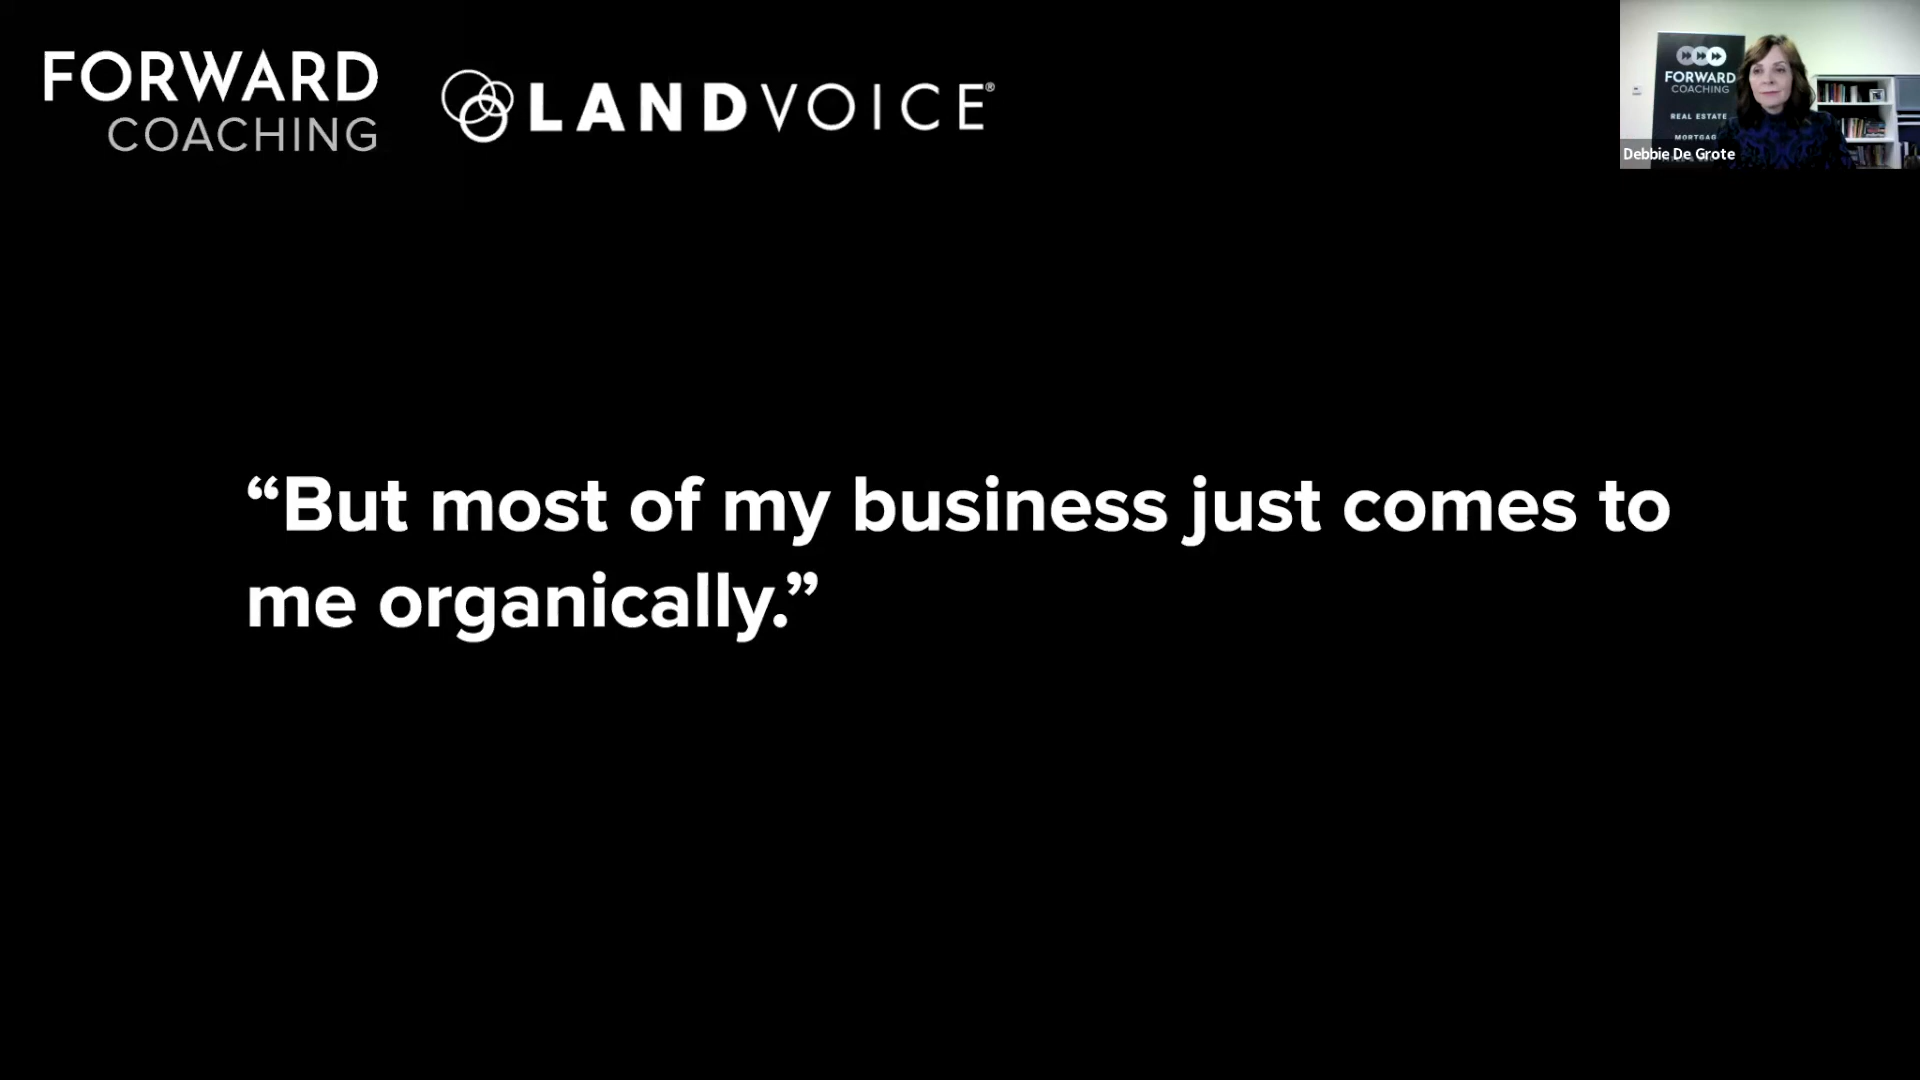 FORWARD
COACHING
LANDVOICE®
FORWARD
COACHING
REAL ESTATE
MORTGAG
Debbie De Grote
“But most of my business just comes to
me organically.”